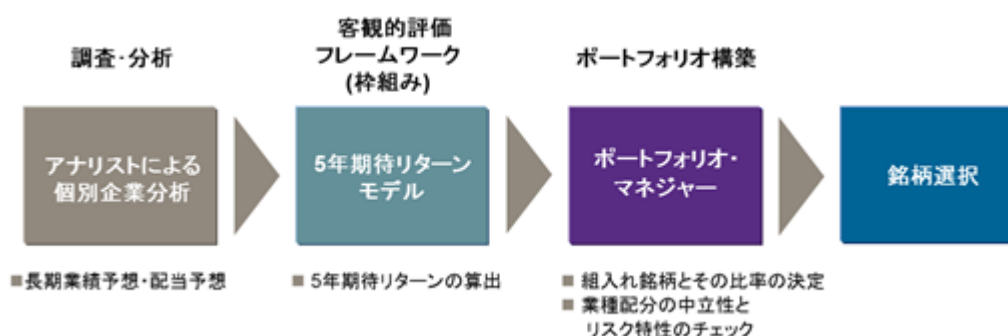 調査・分析
客観的評価
フレームワーク
(枠組み)
ポートフォリオ構築
アナリストによる
個別企業分析
5年期待リターン
モデル
ポートフォリオ・
マネジャー
銘柄選択
■長期業績予想・配当予想
■ 5年期待リターンの算出
■ 組入れ銘柄とその比率の決定
■ 業種配分の中立性と
リスク特性のチェック